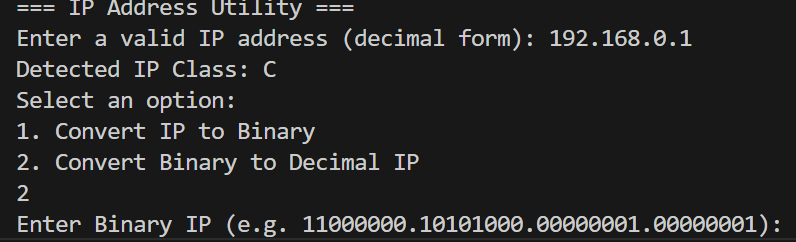 === IP Address Utility ===
Enter a valid IP address (decimal form): 192.168.0.1
Detected IP Class: C
Select an option:
1. Convert IP to Binary
2. Convert Binary to Decimal IP
2
Enter Binary IP (e.g. 11000000.10101000.00000001.00000001):